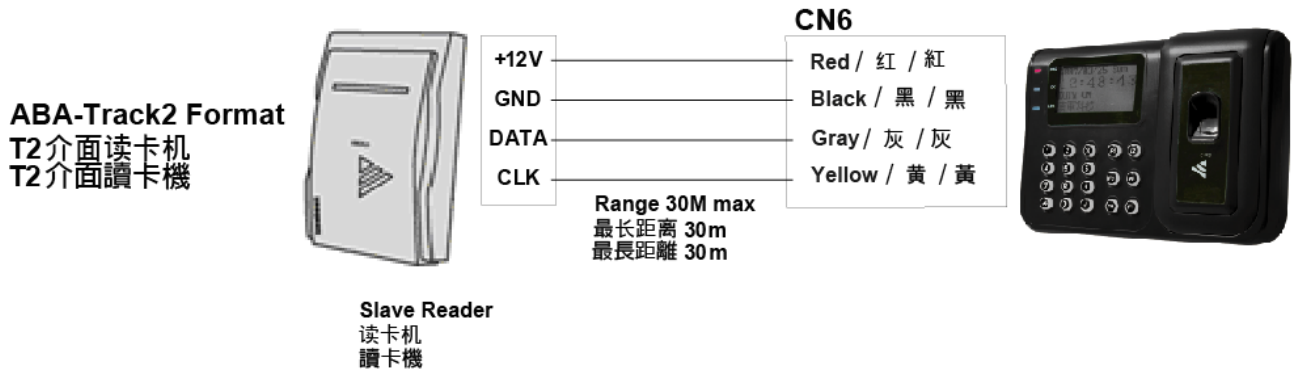 CN6
ABA-Track2 Format
T2介面读卡机
T2介面讀卡機
+12V
GND
DATA
CLK
Red / 红 / 紅
Black / 黑 / 黑
Gray / 灰 / 灰
Yellow / 黄 / 黃
Range 30M max
最长距离 30m
最長距離 30m
Slave Reader
读卡机
讀卡機